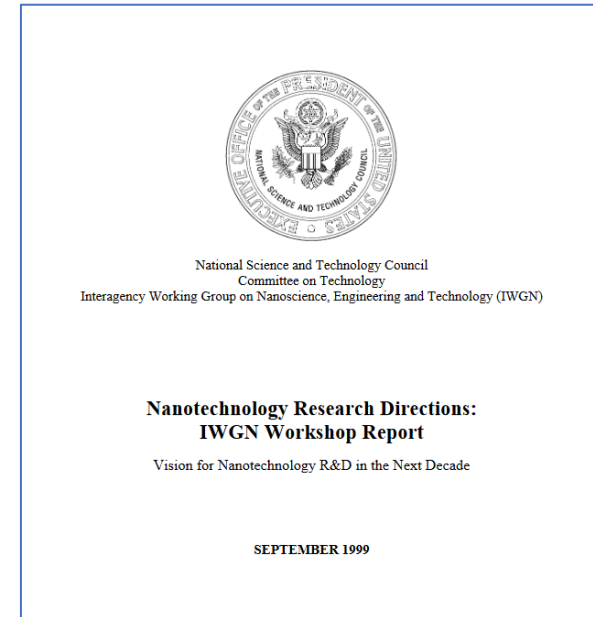 EXECUTIVE OFFICE OF THE PRESIDENT OF THE UNITED STATES
NATIONAL SCIENCE AND TECHNOLOGY COUNCIL
National Science and Technology Council
Committee on Technology
Interagency Working Group on Nanoscience, Engineering and Technology (IWGN)
Nanotechnology Research Directions:
IWGN Workshop Report
Vision for Nanotechnology R&D in the Next Decade
SEPTEMBER 1999